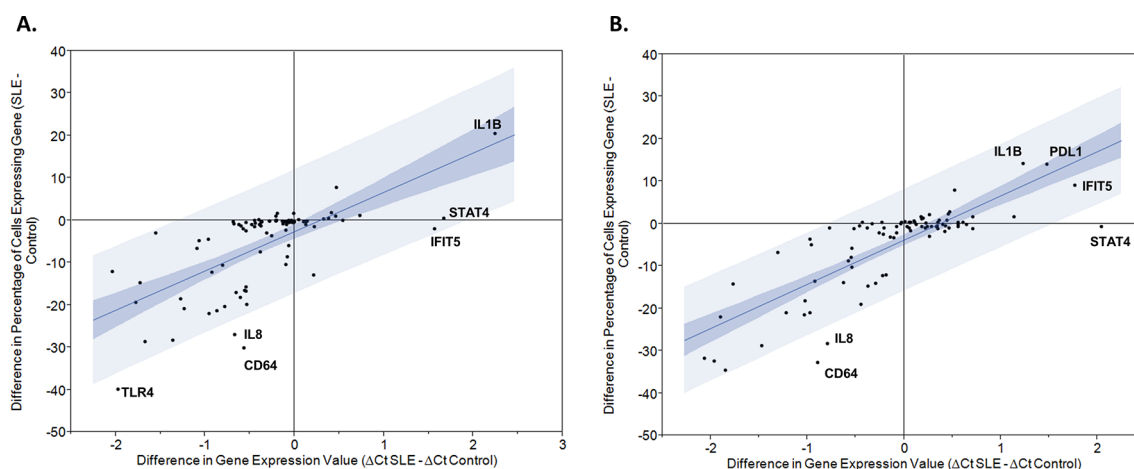 A.
Difference in Percentage of Cells Expressing Gene (SLE -
Control)
40
30
20
10
0
-10
-20
-30
-40
-50
IL1B
STAT4
IFIT5
IL8
CD64
TLR4
-2
-1
0
1
2
3
Difference in Gene Expression Value (ΔCt SLE - ΔCt Control)
B.
Difference in Percentage of Cells Expressing Gene (SLE -
Control)
40
30
20
10
0
-10
-20
-30
-40
-50
IL1B
PDL1
IFIT5
STAT4
IL8
CD64
-2
-1
0
1
2
Difference in Gene Expression Value (ΔCt SLE - ΔCt Control)